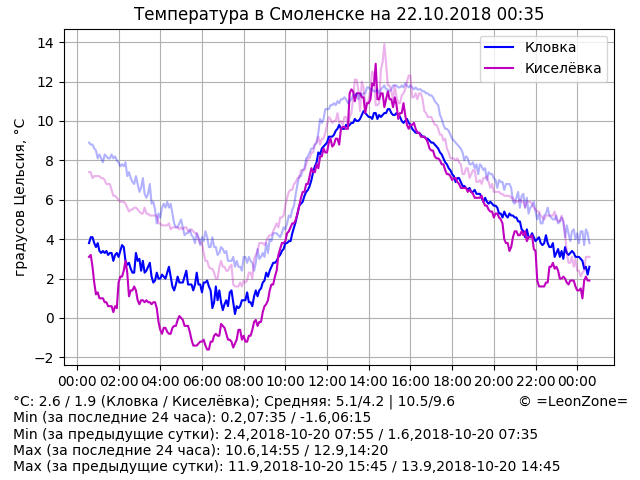 Температура в Смоленске на 22.10.2018 00:35
Кловка
Киселёвка
градусов Цельсия, °C
14
12
10
8
6
4
2
0
−2
00:00 02:00 04:00 06:00 08:00 10:00 12:00 14:00 16:00 18:00 20:00 22:00 00:00
°C: 2.6 / 1.9 (Кловка / Киселёвка); Средняя: 5.1/4.2 | 10.5/9.6 © =LeonZone=
Min (за последние 24 часа): 0.2,07:35 / -1.6,06:15
Min (за предыдущие сутки): 2.4,2018-10-20 07:55 / 1.6,2018-10-20 07:35
Max (за последние 24 часа): 10.6,14:55 / 12.9,14:20
Max (за предыдущие сутки): 11.9,2018-10-20 15:45 / 13.9,2018-10-20 14:45